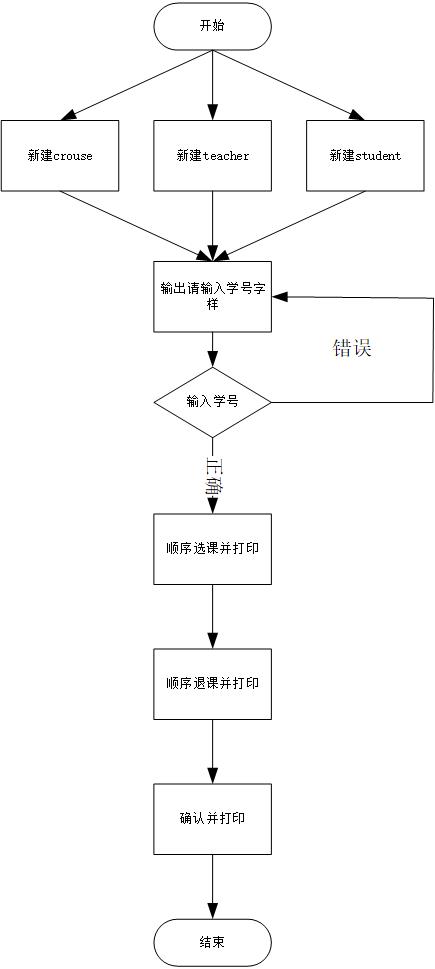 开始
新建crouse
新建teacher
新建student
输出请输入学号字
样
错误
输入学号
正确
顺序选课并打印
顺序退课并打印
确认并打印
结束